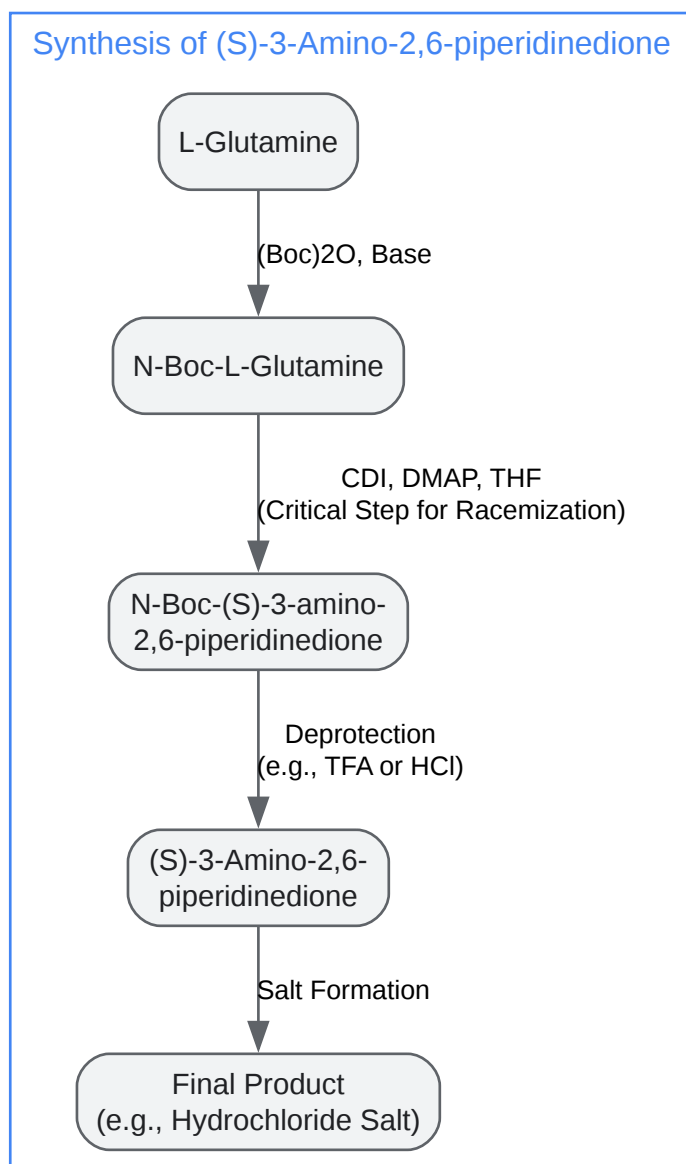 Synthesis of (S)-3-Amino-2,6-piperidinedione
L-Glutamine
(Boc)2O, Base
N-Boc-L-Glutamine
CDI, DMAP, THF
(Critical Step for Racemization)
N-Boc-(S)-3-amino-
2,6-piperidinedione
Deprotection
(e.g., TFA or HCl)
(S)-3-Amino-2,6-
piperidinedione
Salt Formation
Final Product
(e.g., Hydrochloride Salt)